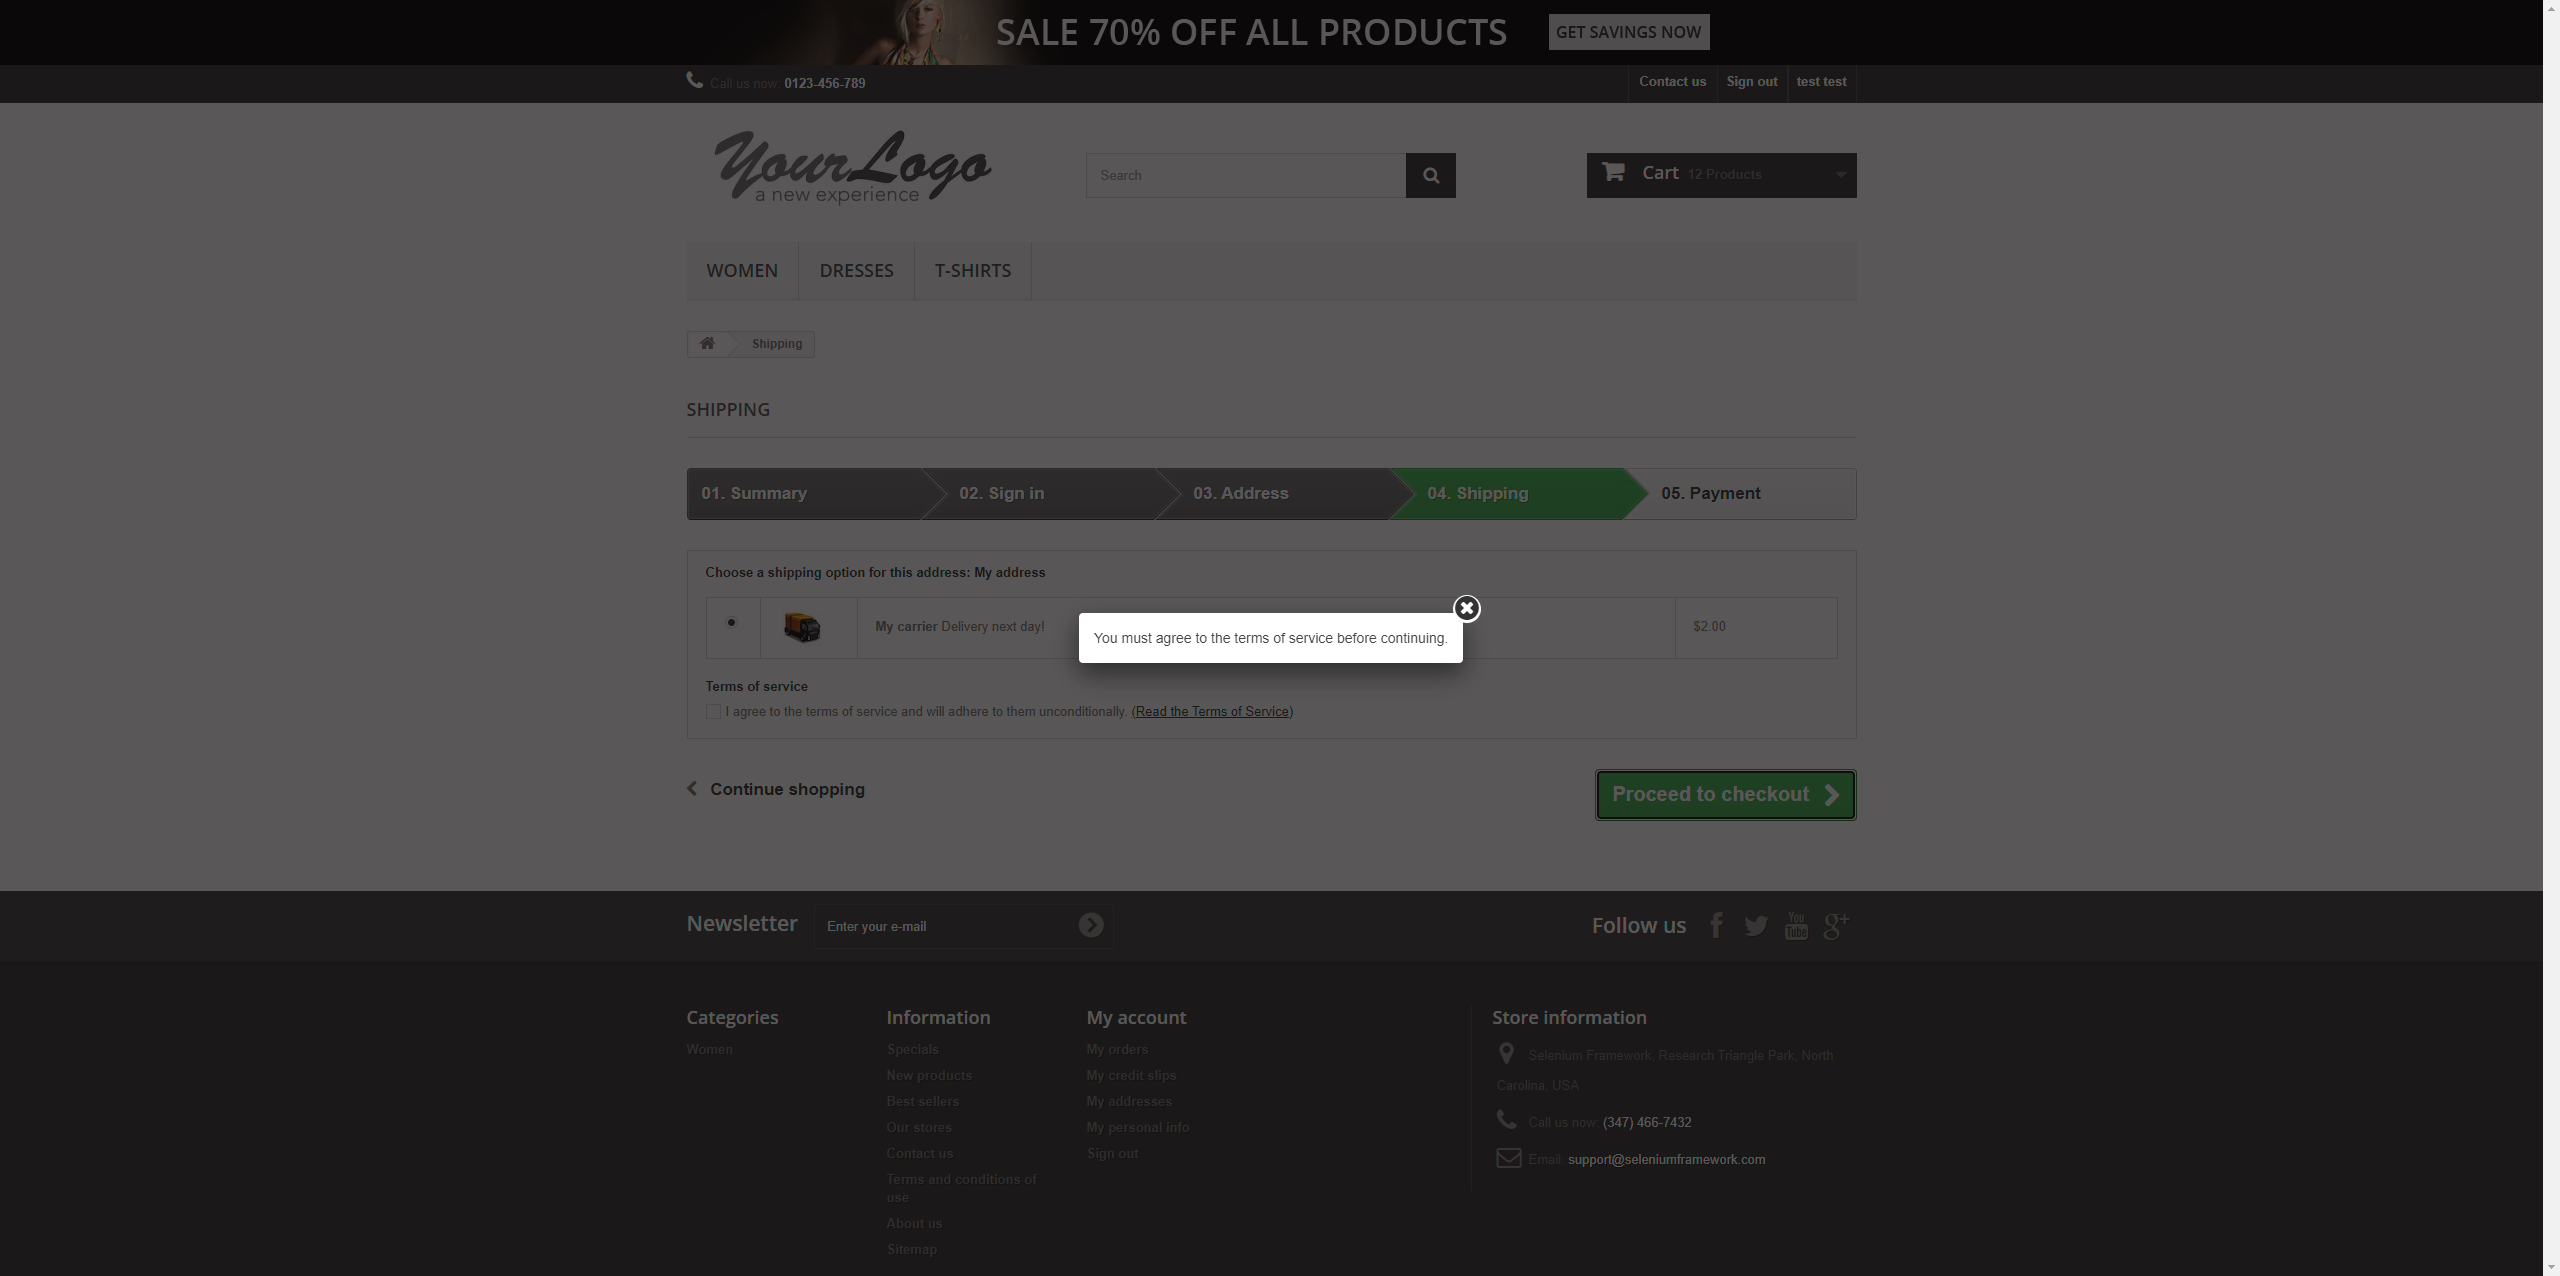 SALE 70% OFF ALL PRODUCTS
GET SAVINGS NOW
Call us now: 0123-456-789
Contact us
Sign out
test test
Your Logo
a new experience
Search
Cart 12 Products
WOMEN
DRESSES
T-SHIRTS
Shipping
SHIPPING
01. Summary
02. Sign in
03. Address
04. Shipping
05. Payment
Choose a shipping option for this address: My address
My carrier Delivery next day!
$2.00
You must agree to the terms of service before continuing.
Terms of service
I agree to the terms of service and will adhere to them unconditionally. (Read the Terms of Service)
Continue shopping
Proceed to checkout
Newsletter
Enter your e-mail
Follow us
You
Tube
g+
Categories
Women
Information
Specials
New products
Best sellers
Our stores
Contact us
Terms and conditions of
use
About us
Sitemap
My account
My orders
My credit slips
My addresses
My personal info
Sign out
Store information
Selenium Framework, Research Triangle Park, North
Carolina, USA
Call us now: (347) 466-7432
Email: support@seleniumframework.com